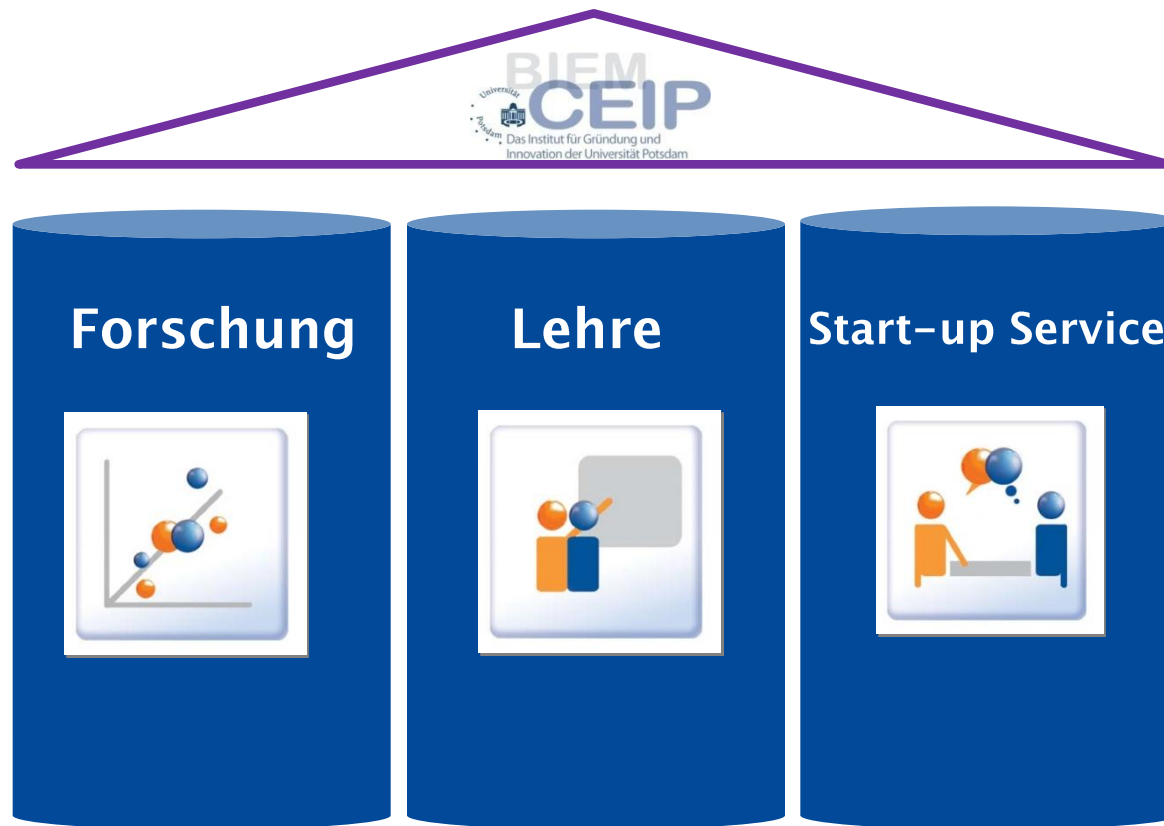 BIEM
CEIP
Universität
Potsdam
Das Institut für Gründung und
Innovation der Universität Potsdam
Forschung
Lehre
Start-up Service